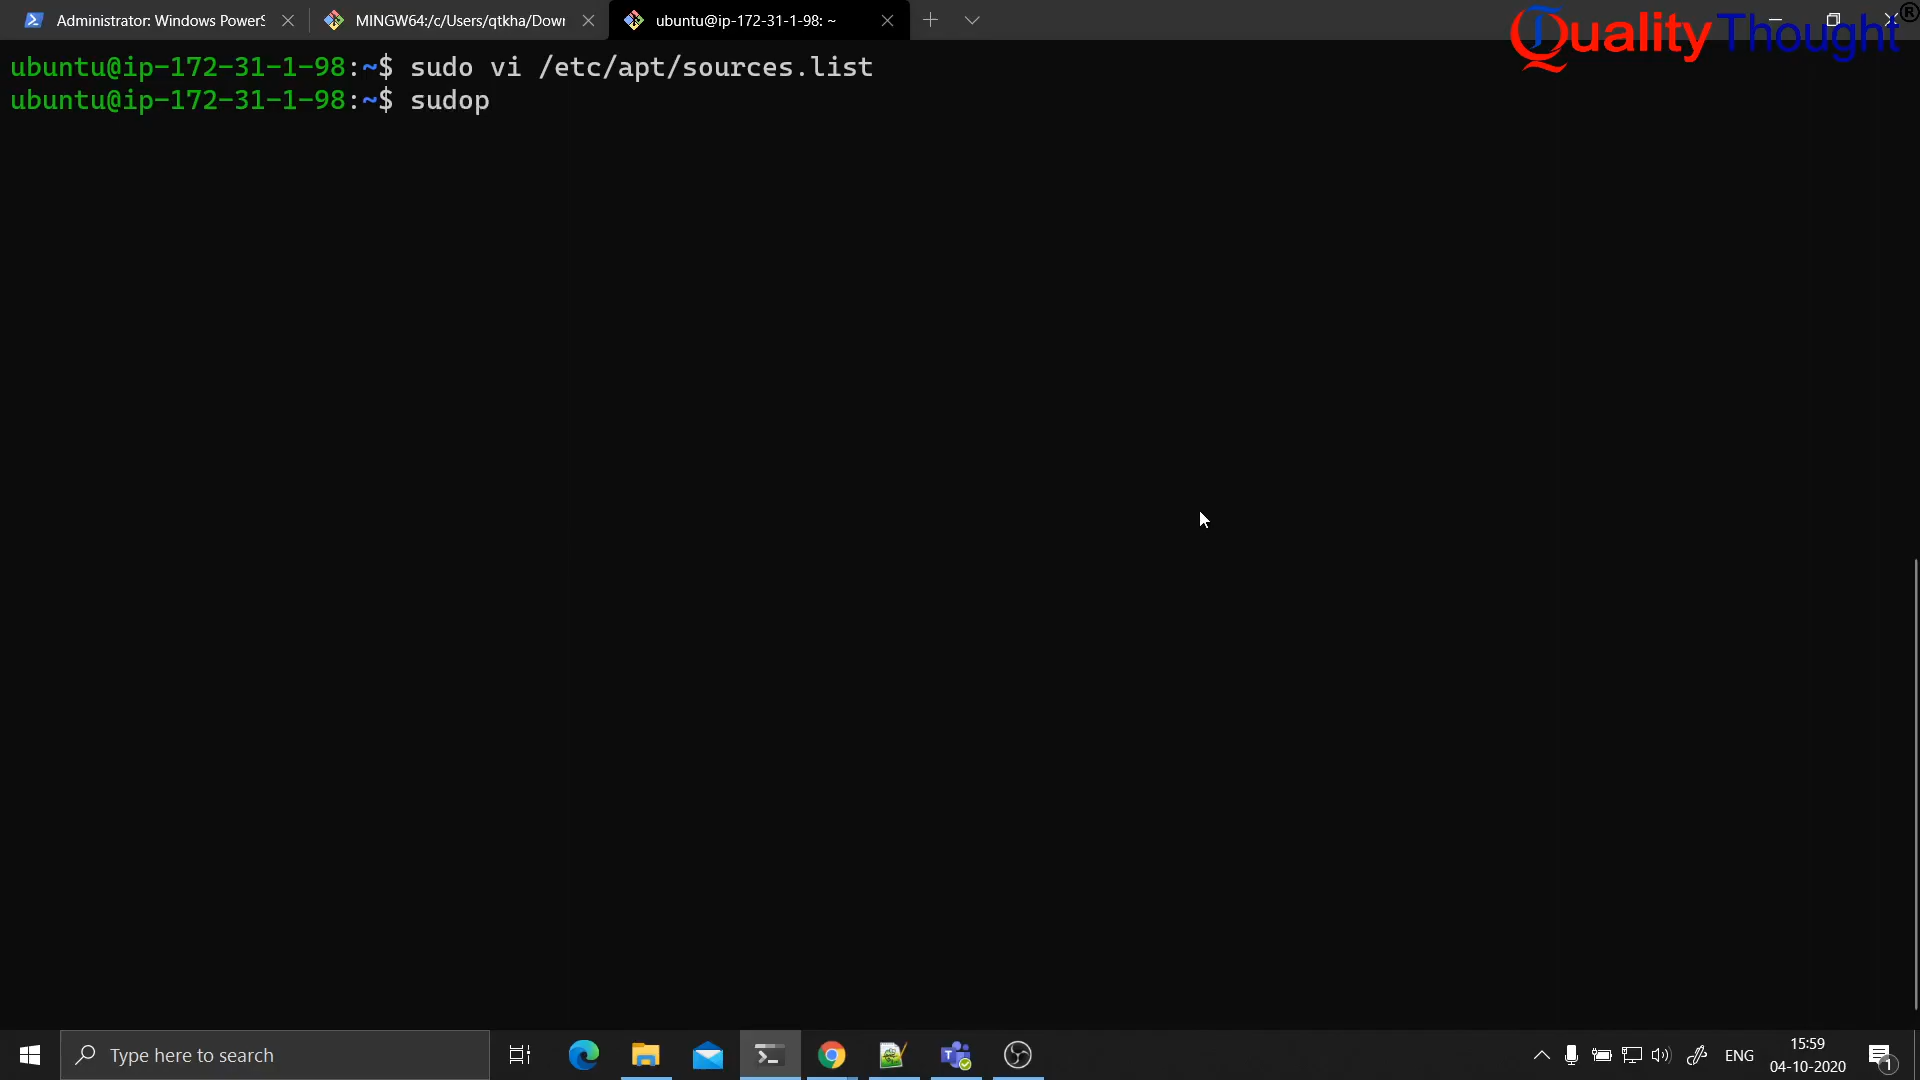 Administrator: Windows PowerS
MINGW64:/c/Users/qtkha/Dow
ubuntu@ip-172-31-1-98: ~
Quality Thought®
ubuntu@ip-172-31-1-98:~$ sudo vi /etc/apt/sources.list
ubuntu@ip-172-31-1-98:~$ sudop
Type here to search
ENG
15:59
04-10-2020
1